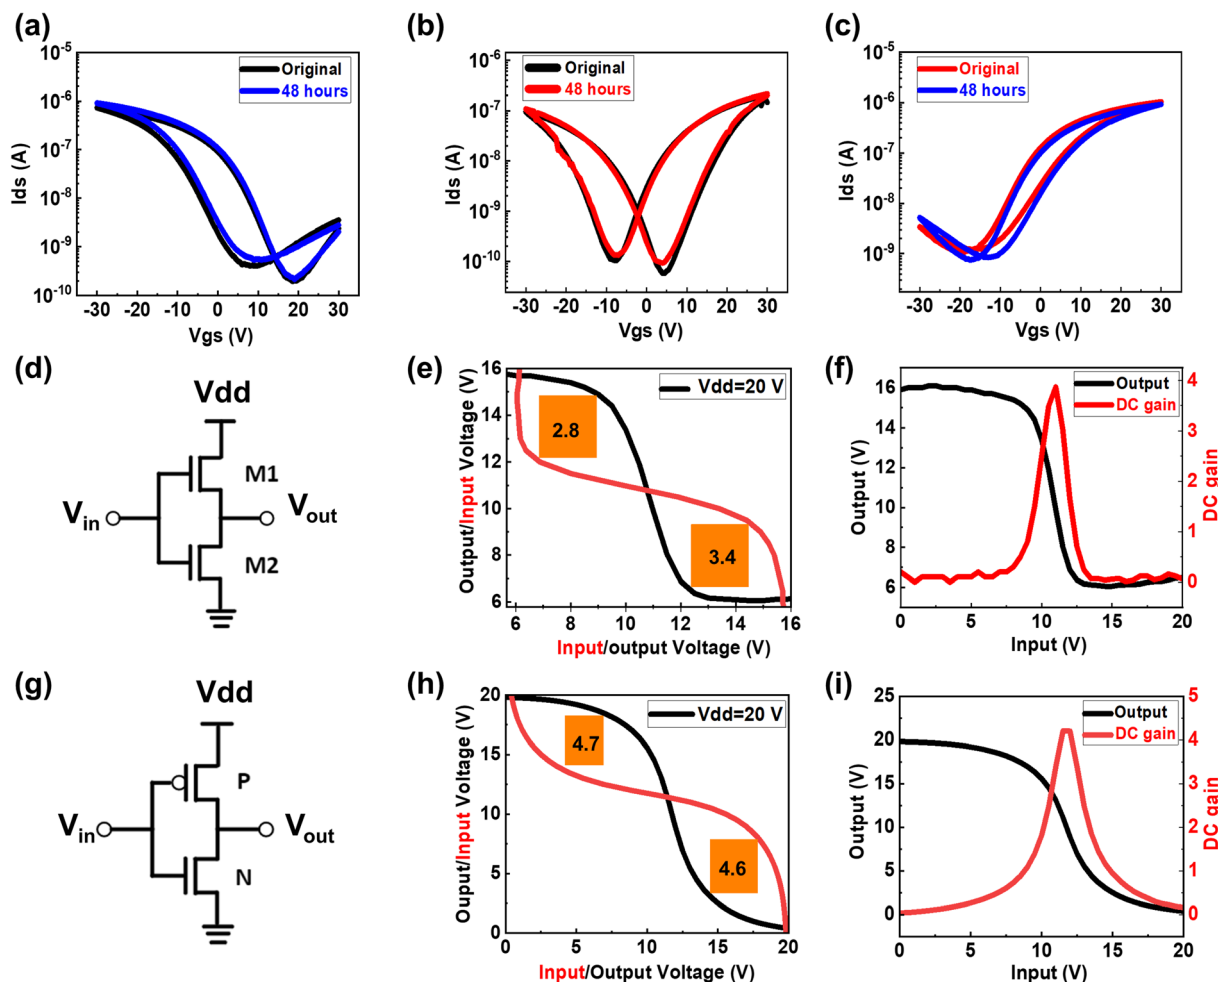 (a)
10^-5
10^-6
10^-7
10^-8
10^-9
10^-10
Ids (A)
Original
48 hours
-30 -20 -10 0 10 20 30
Vgs (V)
(b)
10^-5
10^-6
10^-7
10^-8
10^-9
10^-10
Ids (A)
Original
48 hours
-30 -20 -10 0 10 20 30
Vgs (V)
(c)
10^-5
10^-6
10^-7
10^-8
10^-9
Ids (A)
Original
48 hours
-30 -20 -10 0 10 20 30
Vgs (V)
(d)
Vdd
M1
Vin
Vout
M2
(e)
16
14
12
10
8
6
Output/Input Voltage (V)
Vdd=20 V
2.8
3.4
6 8 10 12 14 16
Input/output Voltage (V)
(f)
16
14
12
10
8
6
Output (V)
Output
DC gain
4
3
2
1
0
DC gain
0 5 10 15 20
Input (V)
(g)
Vdd
P
Vin
Vout
N
(h)
20
15
10
5
0
Ouput/Input Voltage (V)
Vdd=20 V
4.7
4.6
0 5 10 15 20
Input/Output Voltage (V)
(i)
25
20
15
10
5
0
Output (V)
Output
DC gain
5
4
3
2
1
0
DC gain
0 5 10 15 20
Input (V)